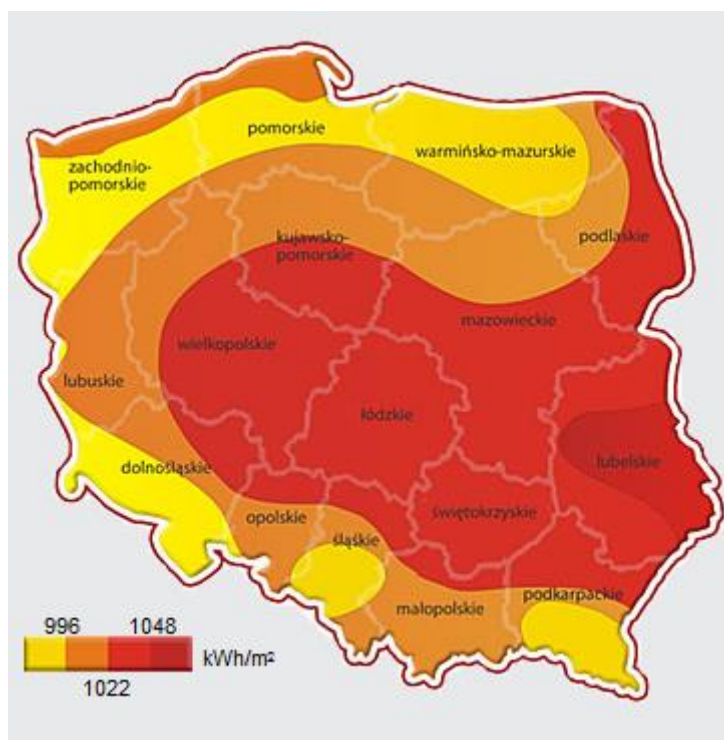 pomorskie
zachodnio-
pomorskie
warmińsko-mazurskie
kujawsko-
pomorskie
podlaskie
mazowieckie
wielkopolskie
lubuskie
łódzkie
dolnośląskie
lubelskie
opolskie
świętokrzyskie
śląśkie
małopolskie
podkarpackie
996 1048
kWh/m²
1022